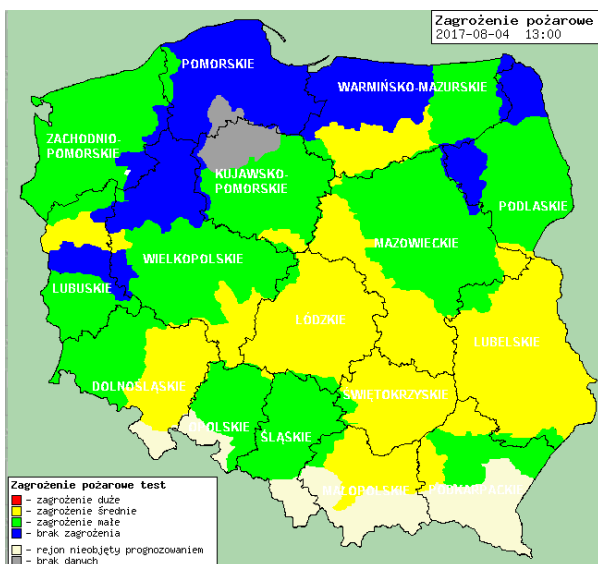 Zagrożenie pożarowe
2017-08-04 13:00
POMORSKIE
WARMIŃSKO-MAZURSKIE
ZACHODNIO-
POMORSKIE
KUJAWSKO-
POMORSKIE
PODLASKIE
MAZOWIECKIE
WIELKOPOLSKIE
LUBUSKIE
ŁÓDZKIE
LUBELSKIE
DOLNOŚLĄSKIE
ŚWIĘTOKRZYSKIE
OPOLSKIE
ŚLĄSKIE
MAŁOPOLSKIE
PODKARPACKIE
Zagrożenie pożarowe test
- zagrożenie duże
- zagrożenie średnie
- zagrożenie małe
- brak zagrożenia
- rejon nieobjęty prognozowaniem
- brak danych